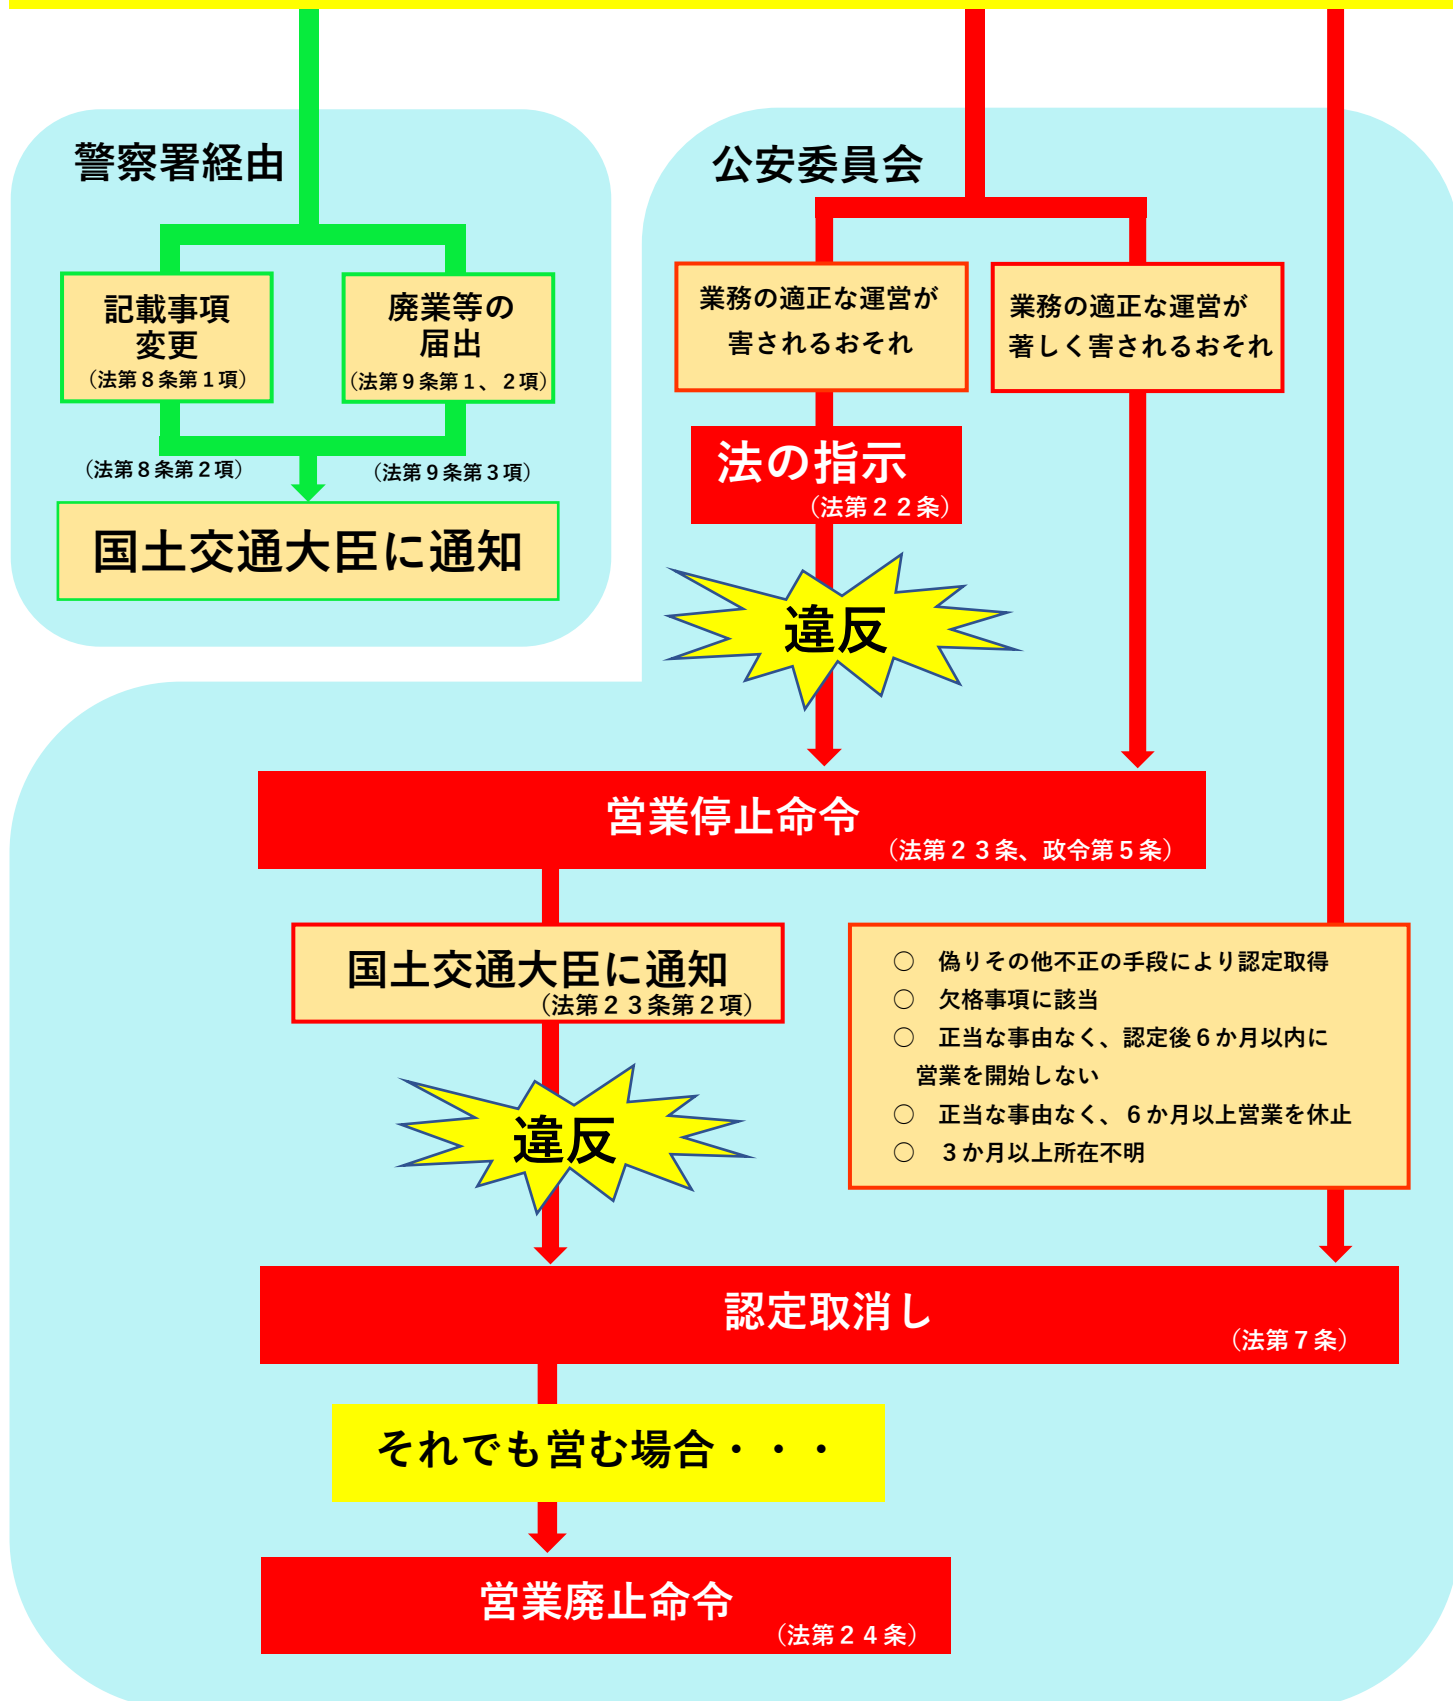 警察署経由
記載事項
変更
（法第８条第１項）
廃業等の
届出
（法第９条第１、２項）
（法第８条第２項）
（法第９条第３項）
国土交通大臣に通知
公安委員会
業務の適正な運営が
害されるおそれ
業務の適正な運営が
著しく害されるおそれ
法の指示
（法第２２条）
違反
営業停止命令
（法第２３条、政令第５条）
国土交通大臣に通知
（法第２３条第２項）
違反
○　偽りその他不正の手段により認定取得
○　欠格事項に該当
○　正当な事由なく、認定後６か月以内に
営業を開始しない
○　正当な事由なく、６か月以上営業を休止
○　３か月以上所在不明
認定取消し
（法第７条）
それでも営む場合・・・
営業廃止命令
（法第２４条）